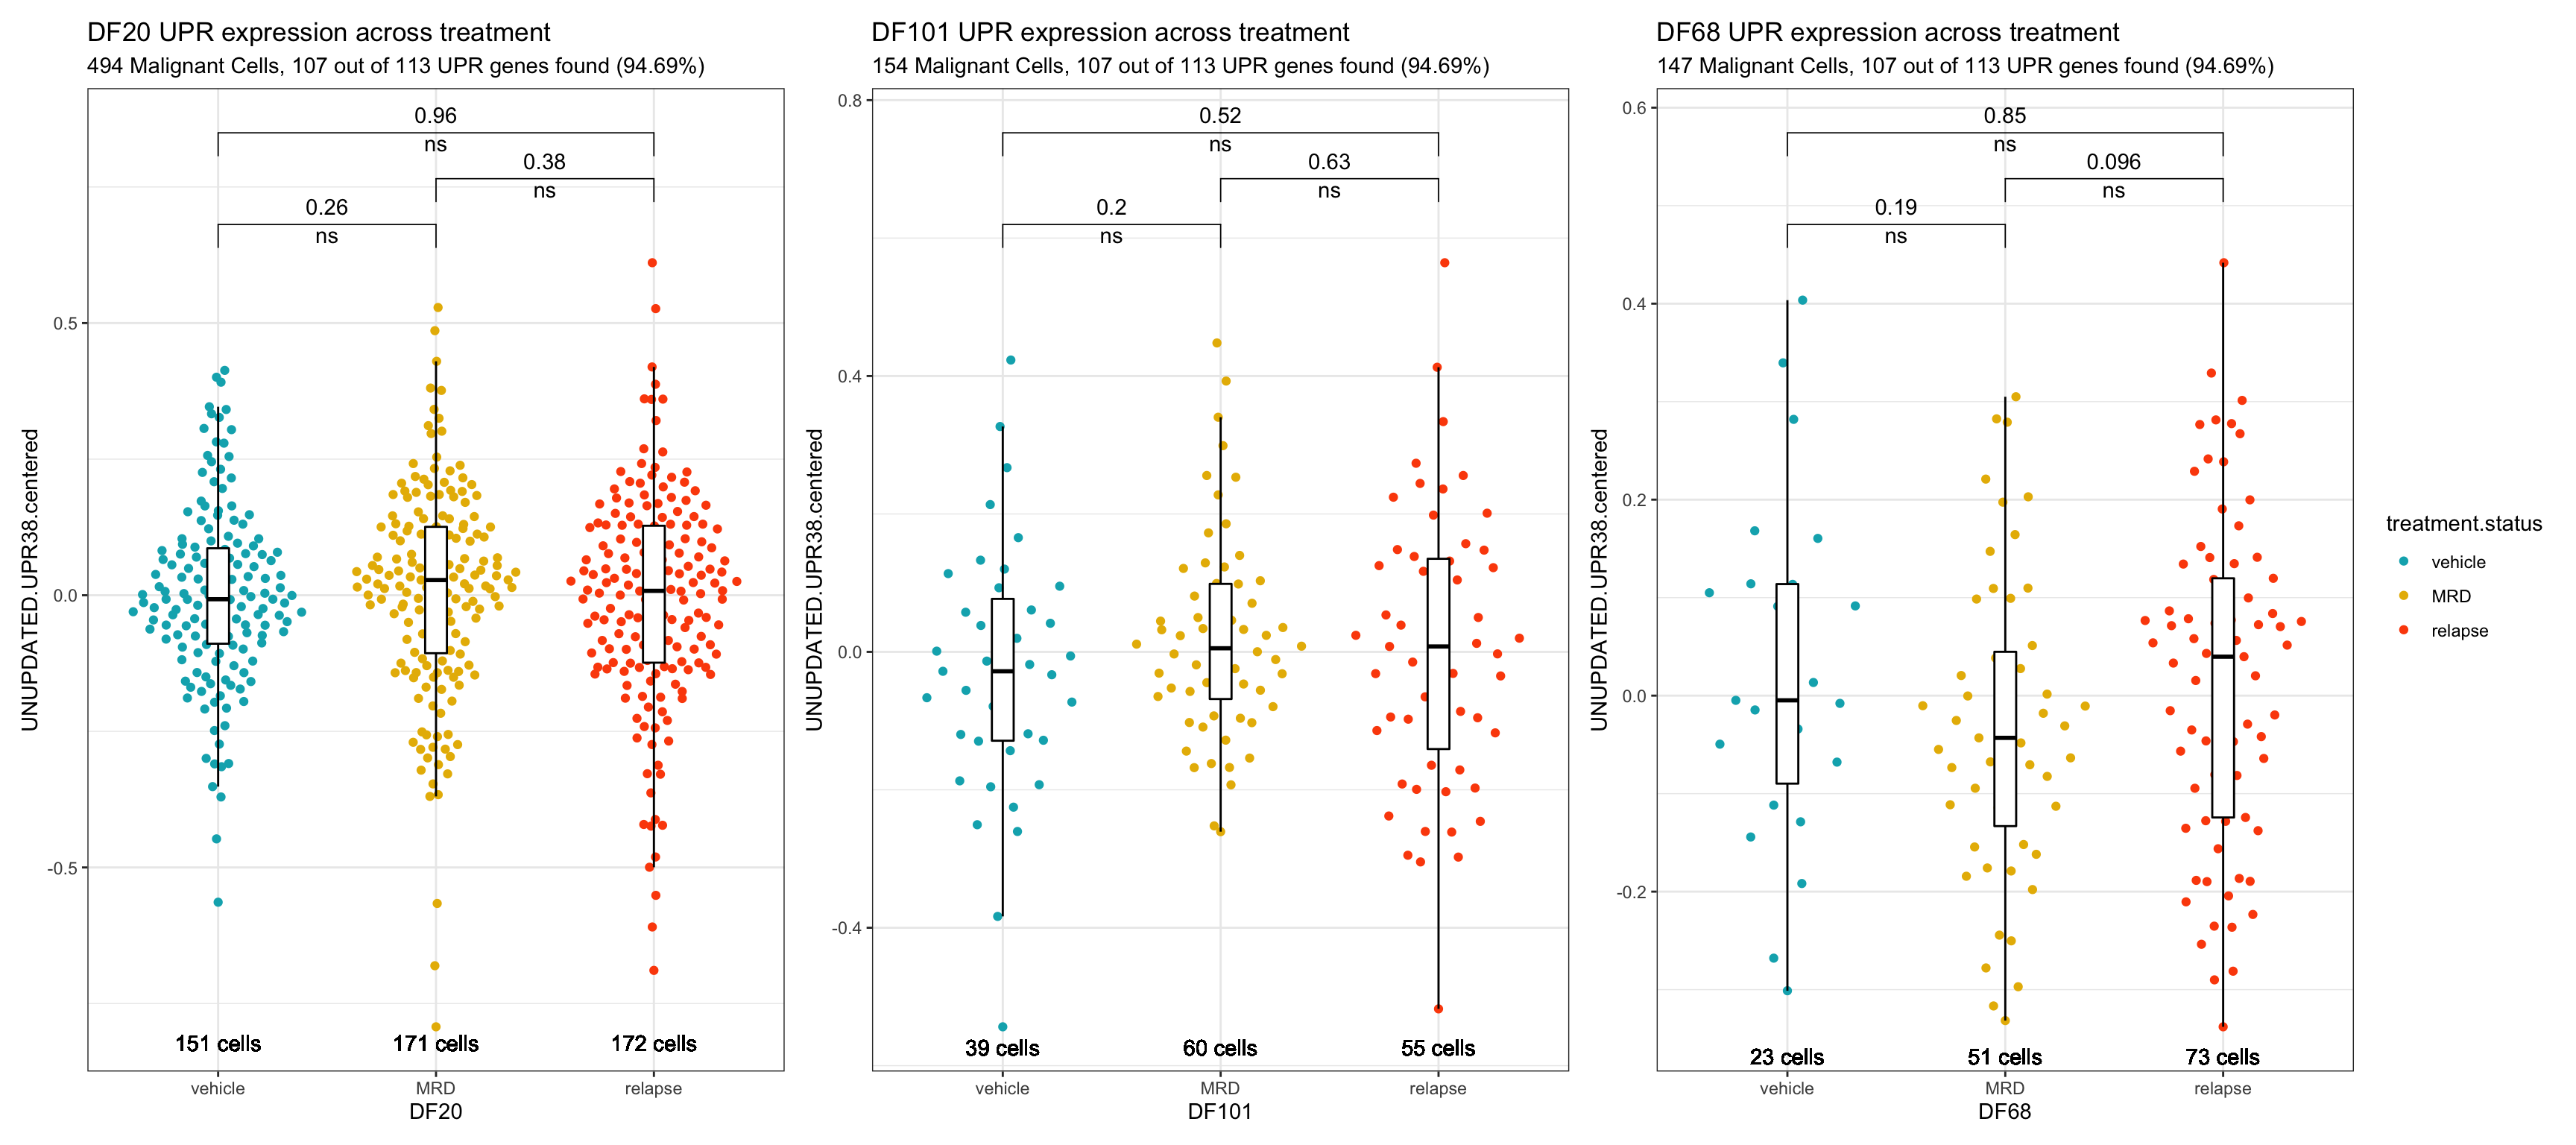 DF20 UPR expression across treatment
494 Malignant Cells, 107 out of 113 UPR genes found (94.69%)
0.96
ns
0.38
ns
0.26
ns
0.5
0.0
-0.5
UNUPDATED.UPR38.centered
151 cells
171 cells
172 cells
vehicle
MRD
relapse
DF20
DF101 UPR expression across treatment
154 Malignant Cells, 107 out of 113 UPR genes found (94.69%)
0.52
ns
0.63
ns
0.2
ns
0.8
0.4
0.0
-0.4
UNUPDATED.UPR38.centered
39 cells
60 cells
55 cells
vehicle
MRD
relapse
DF101
DF68 UPR expression across treatment
147 Malignant Cells, 107 out of 113 UPR genes found (94.69%)
0.85
ns
0.096
ns
0.19
ns
0.6
0.4
0.2
0.0
-0.2
UNUPDATED.UPR38.centered
23 cells
51 cells
73 cells
vehicle
MRD
relapse
DF68
treatment.status
vehicle
MRD
relapse